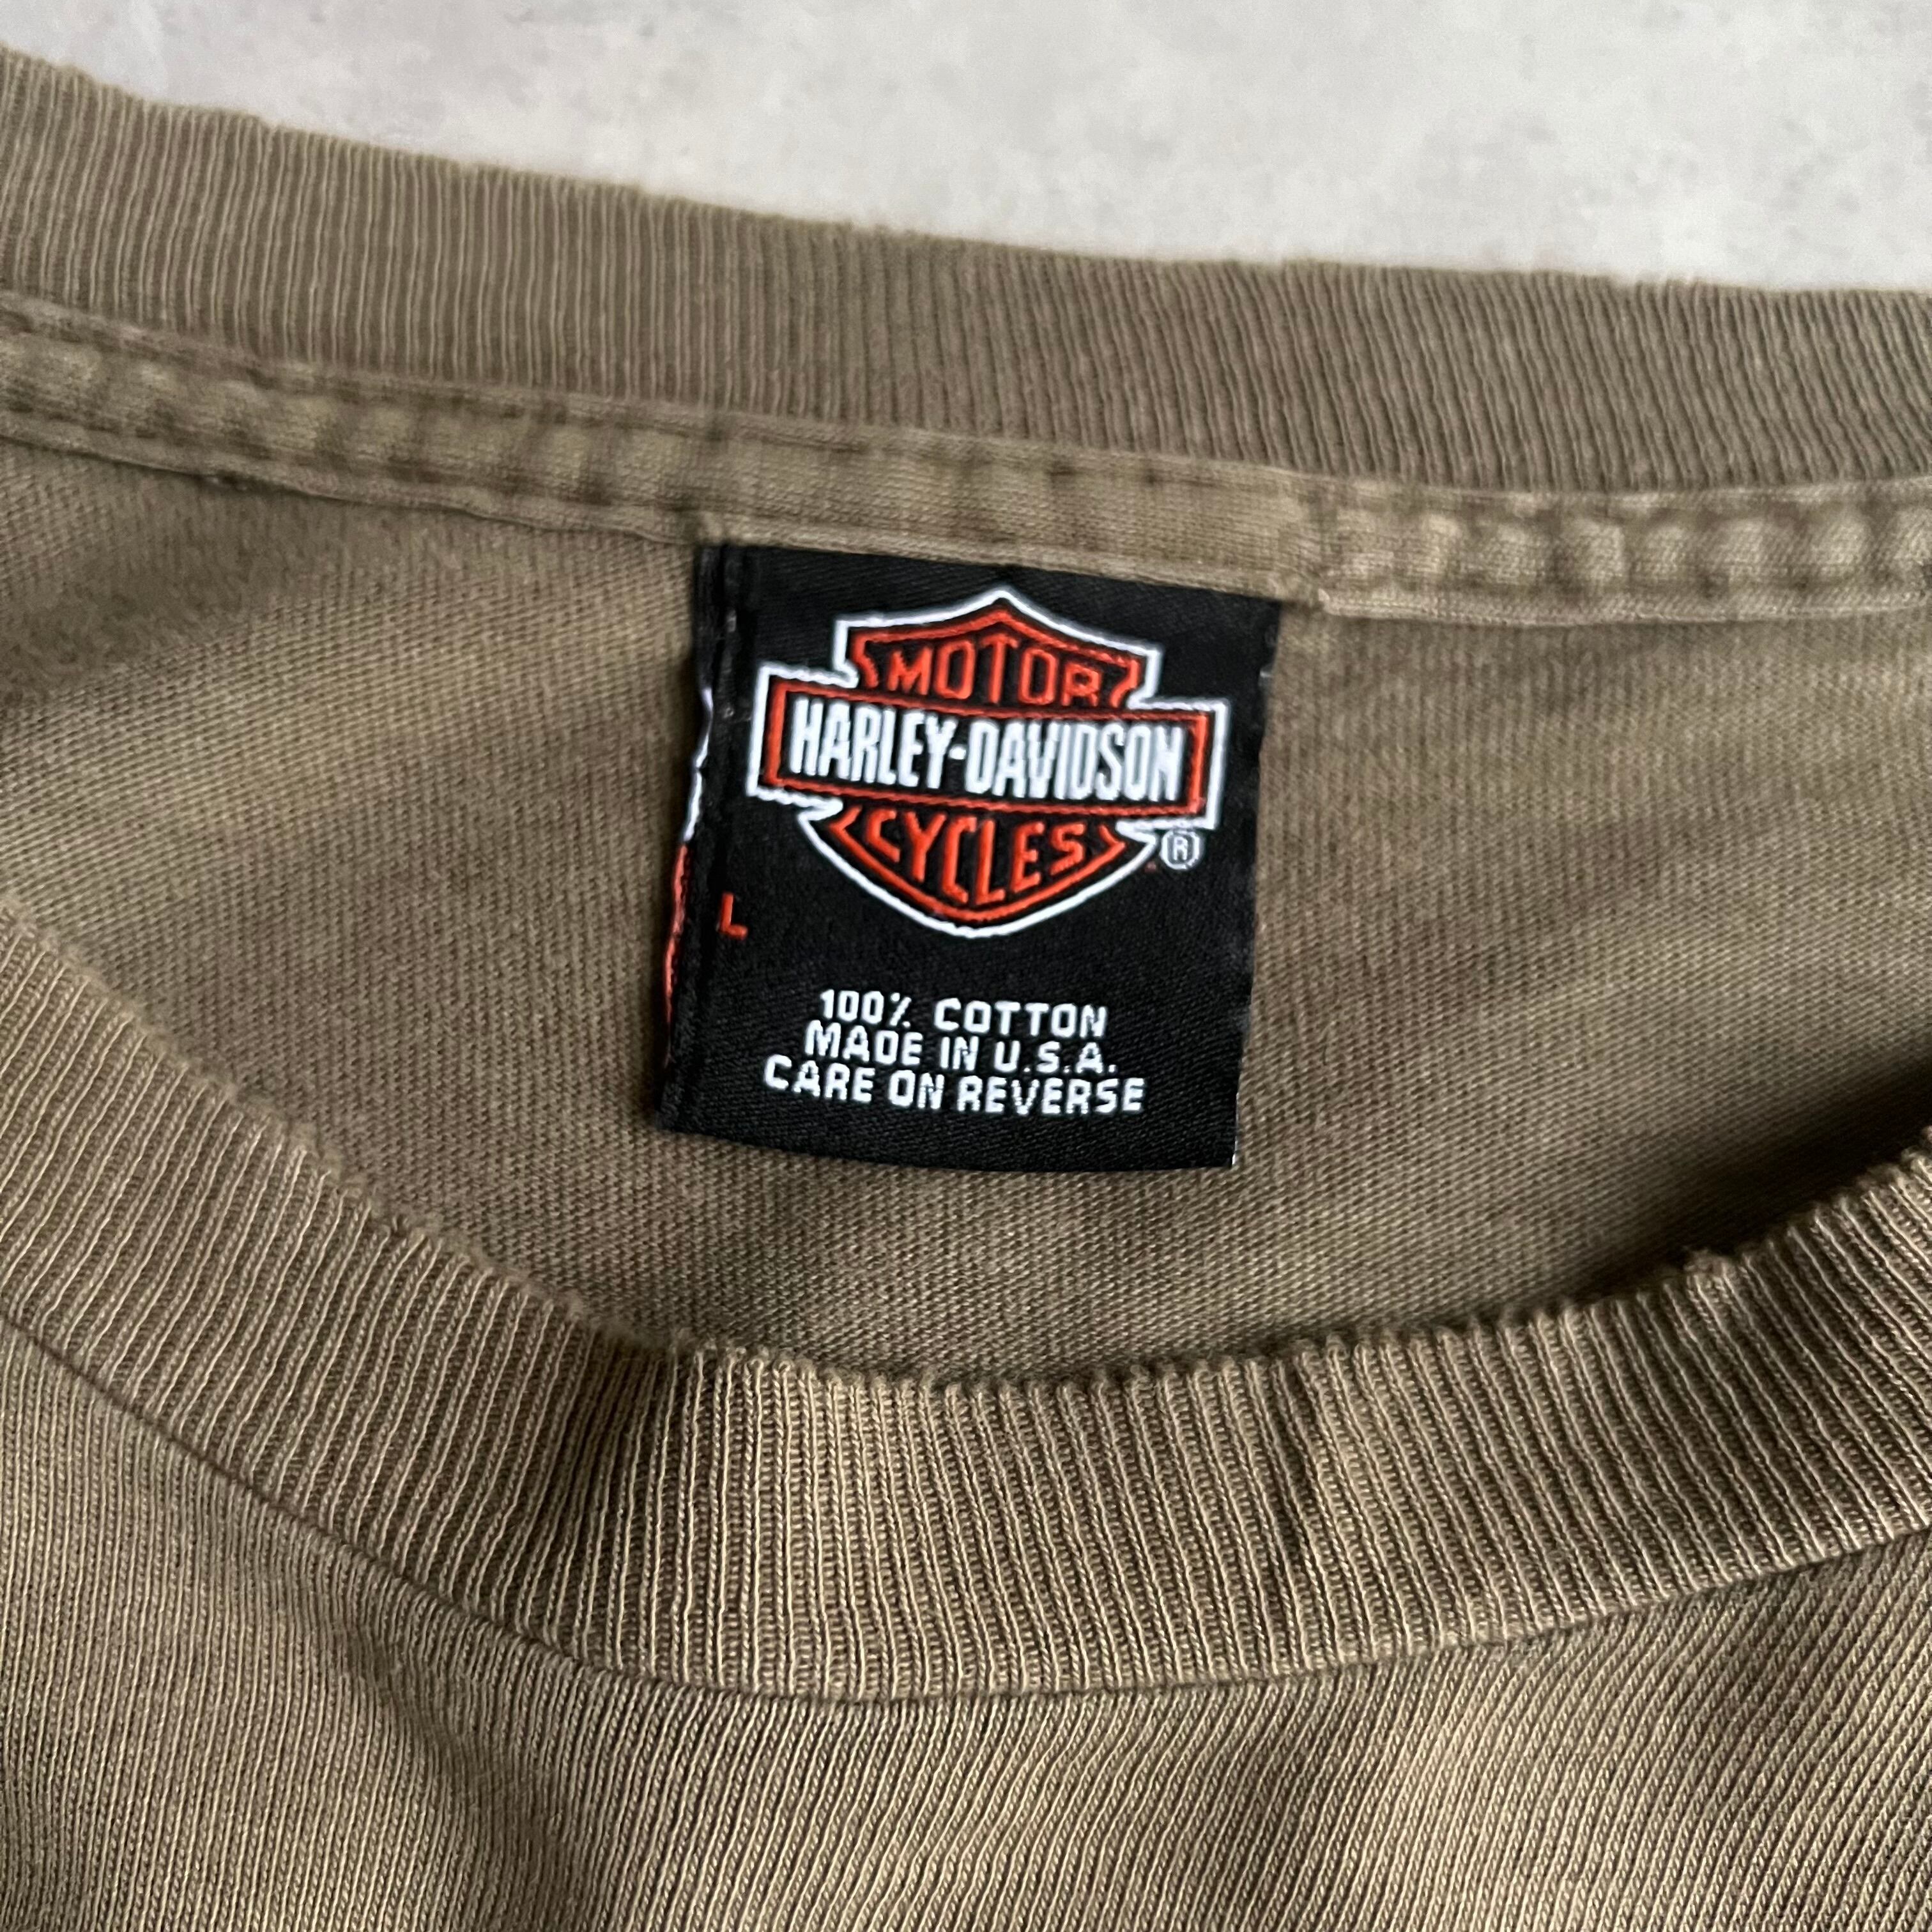 MOTOR
HARLEY-DAVIDSON
CYCLES
®
L
100% COTTON
MADE IN U.S.A.
CARE ON REVERSE